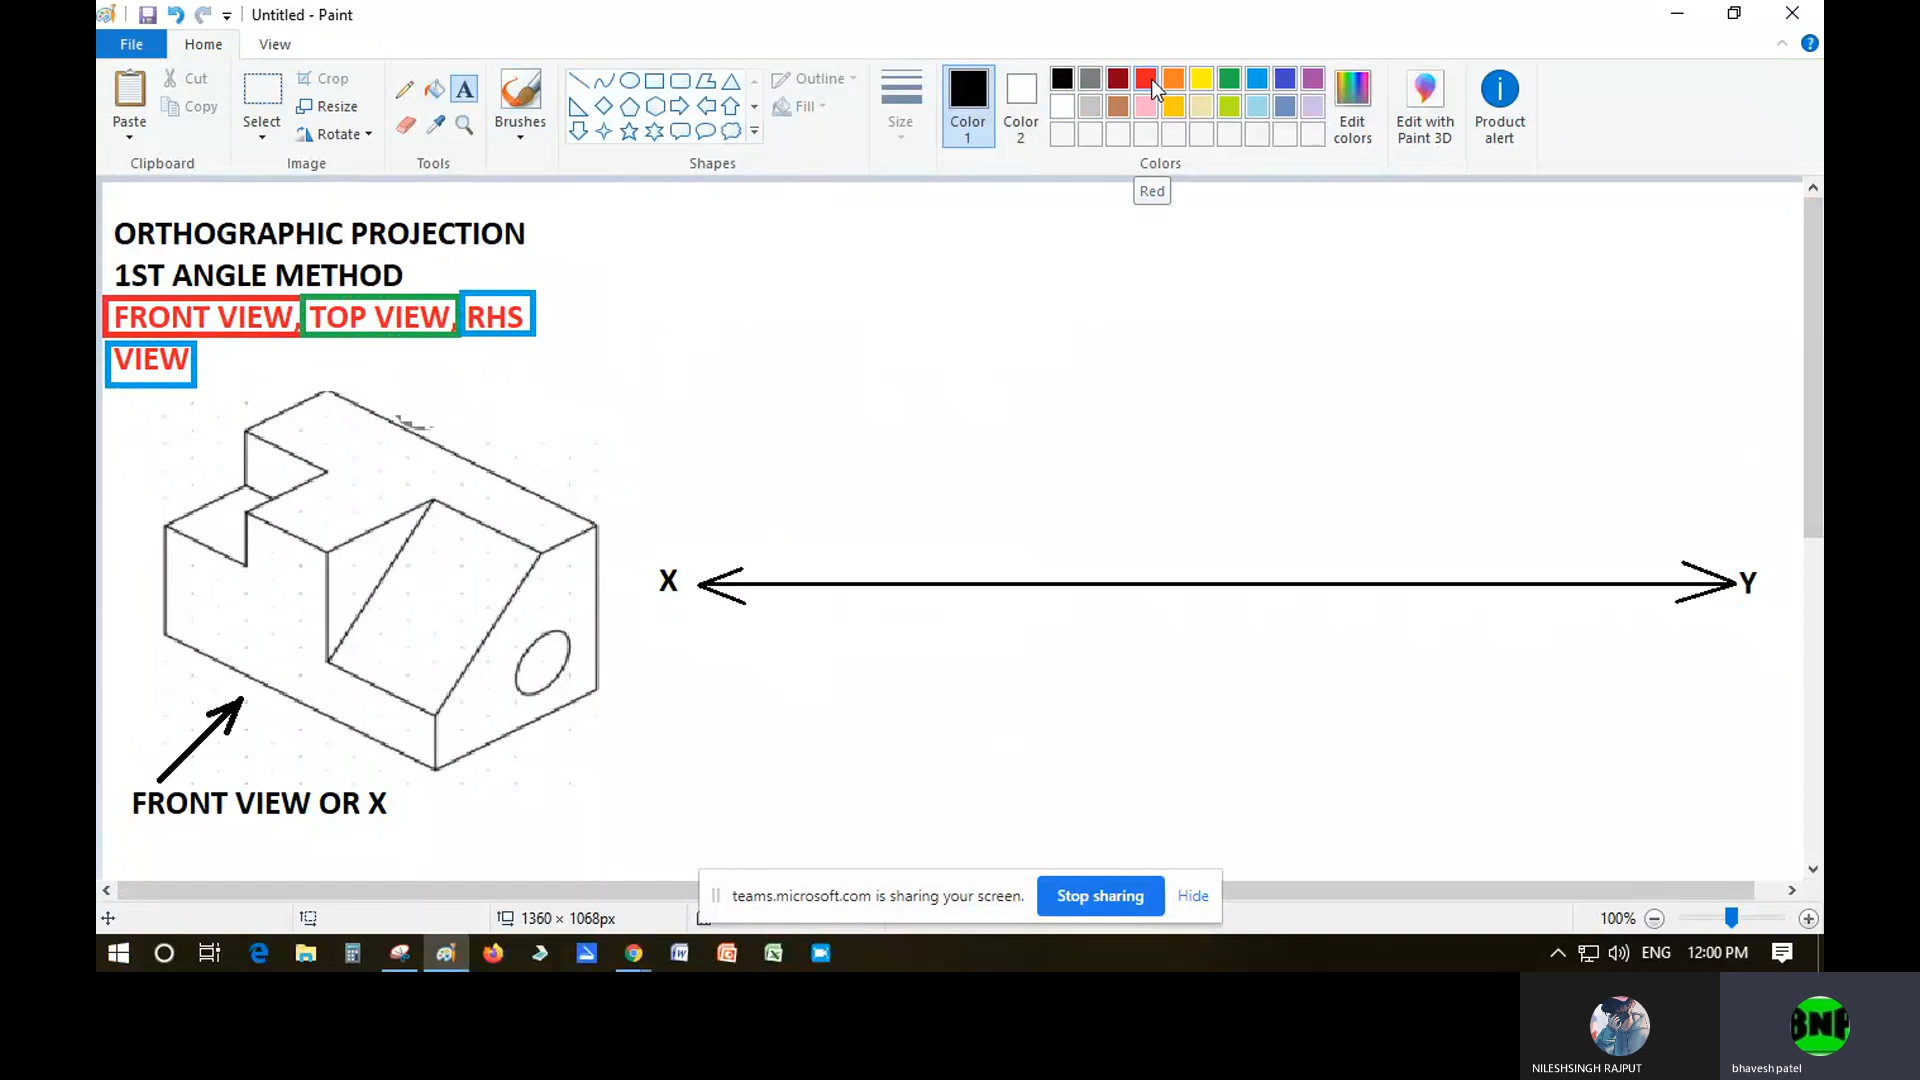 Untitled - Paint
File
Home
View
Paste
Cut
Copy
Clipboard
Select
Crop
Resize
Rotate
Image
A
Tools
Brushes
Shapes
Outline
Fill
Size
Color 1
Color 2
Edit colors
Edit with Paint 3D
Product alert
Colors
Red
ORTHOGRAPHIC PROJECTION
1ST ANGLE METHOD
FRONT VIEW, TOP VIEW, RHS
VIEW
X
Y
FRONT VIEW OR X
teams.microsoft.com is sharing your screen.
Stop sharing
Hide
1360 × 1068px
100%
ENG
12:00 PM
BNP
NILESHSINGH RAJPUT
bhavesh patel